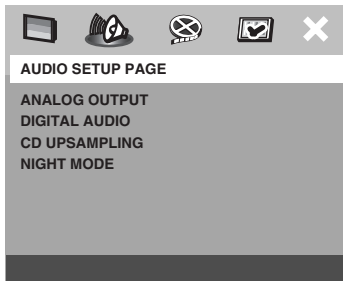 AUDIO SETUP PAGE
ANALOG OUTPUT
DIGITAL AUDIO
CD UPSAMPLING
NIGHT MODE